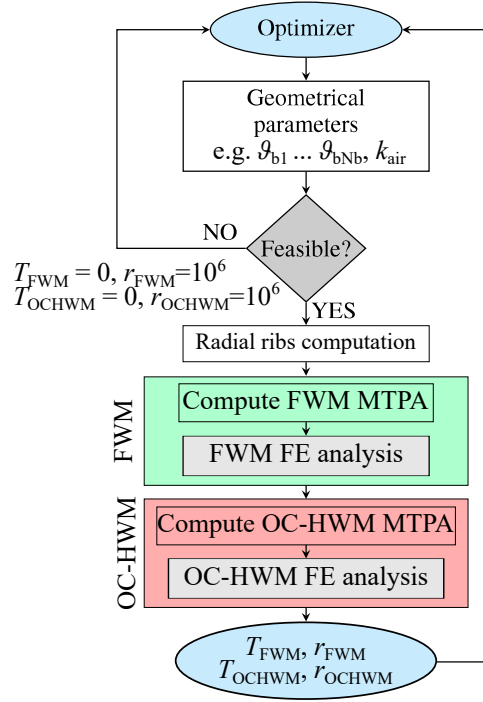 Optimizer
Geometrical
parameters
e.g. ϑb1 ... ϑbNb, kair
NO
Feasible?
TFWM = 0, rFWM=10^6
TOCHWM = 0, rOCHWM=10^6
YES
Radial ribs computation
FWM
Compute FWM MTPA
FWM FE analysis
OC-HWM
Compute OC-HWM MTPA
OC-HWM FE analysis
TFWM, rFWM
TOCHWM, rOCHWM